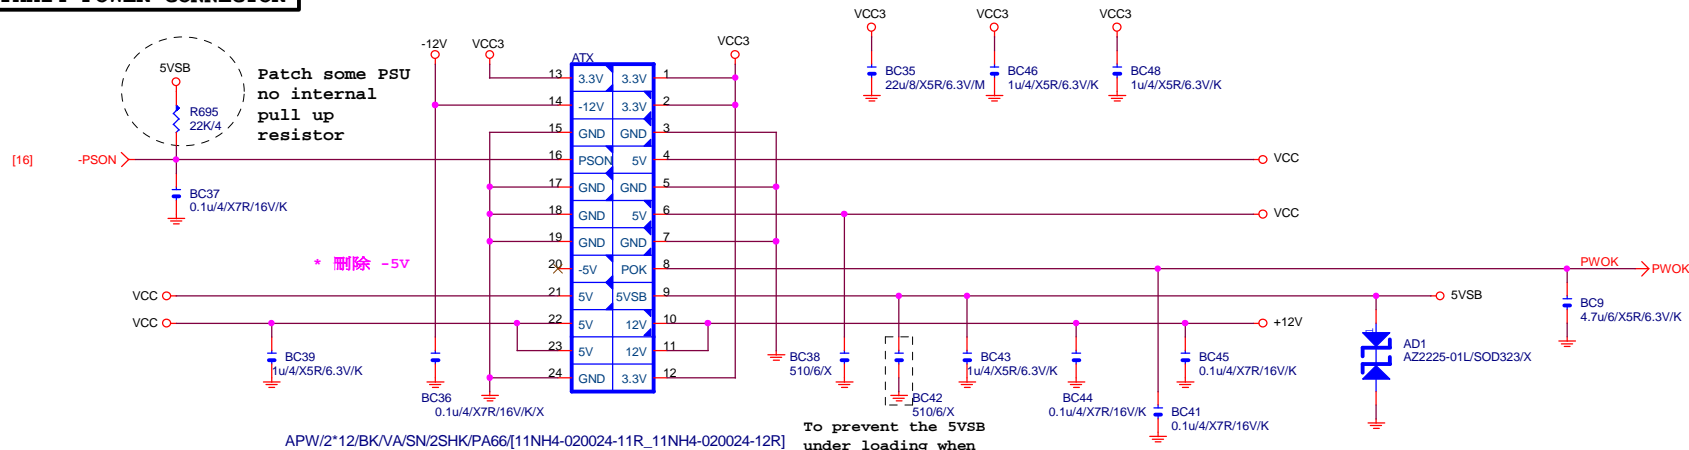 -12V
VCC3
VCC3
VCC3
VCC3
VCC3
5VSB
Patch some PSU
no internal
pull up
resistor
R695
22K/4
BC35
22u/8/X5R/6.3V/M
BC46
1u/4/X5R/6.3V/K
BC48
1u/4/X5R/6.3V/K
ATX
13 3.3V 3.3V 1
14 -12V 3.3V 2
15 GND GND 3
16 PSON 5V 4
17 GND GND 5
18 GND 5V 6
19 GND GND 7
20 -5V POK 8
21 5V 5VSB 9
22 5V 12V 10
23 5V 12V 11
24 GND 3.3V 12
[16] -PSON
VCC
BC37
0.1u/4/X7R/16V/K
VCC
* 刪除 -5V
PWOK PWOK
VCC
5VSB
VCC
+12V
BC9
4.7u/6/X5R/6.3V/K
1
AD1
AZ2225-01L/SOD323/X
BC39
1u/4/X5R/6.3V/K
BC38
510/6/X
BC43
1u/4/X5R/6.3V/K
BC45
0.1u/4/X7R/16V/K
BC36
0.1u/4/X7R/16V/K/X
BC42
510/6/X
BC44
0.1u/4/X7R/16V/K
BC41
0.1u/4/X7R/16V/K
APW/2*12/BK/VA/SN/2SHK/PA66/[11NH4-020024-11R_11NH4-020024-12R]
To prevent the 5VSB
under loading when